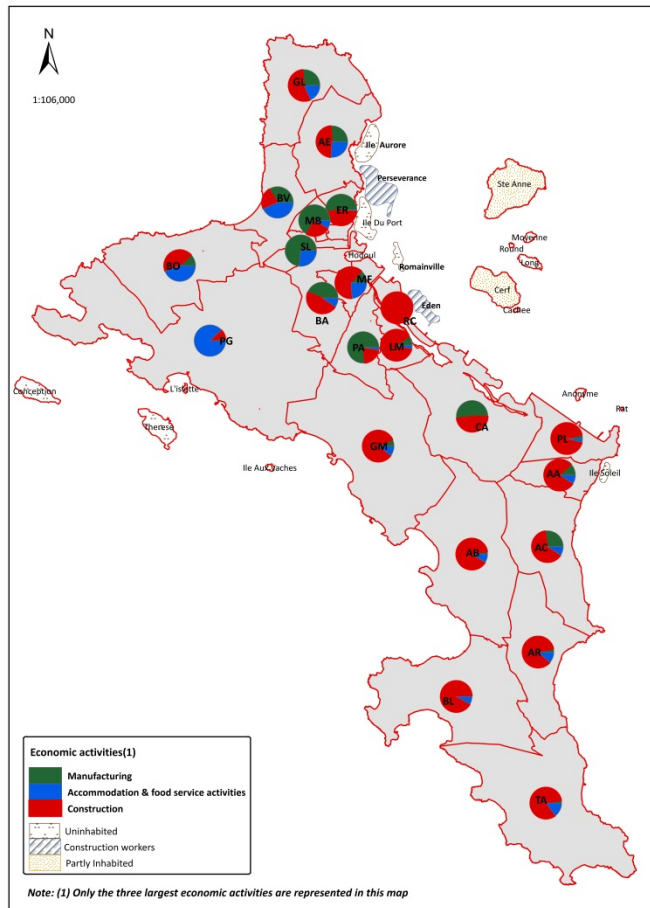 N
1:106,000
GL
AE
Ile Aurore
Perseverance
Ste Anne
BV
MB
ER
Ile Du Port
SL
Hodoul
Romainville
Moyenne
Round
Long
BO
MF
Eden
Cerf
Cachee
BA
RC
PG
PA
LM
Conception
L'islette
Therese
Anonyme
Rat
CA
GM
PL
Ile Aux Vaches
AA
Ile Soleil
AB
AC
AR
BL
TA
Economic activities(1)
Manufacturing
Accommodation & food service activities
Construction
Uninhabited
Construction workers
Partly Inhabited
Note: (1) Only the three largest economic activities are represented in this map